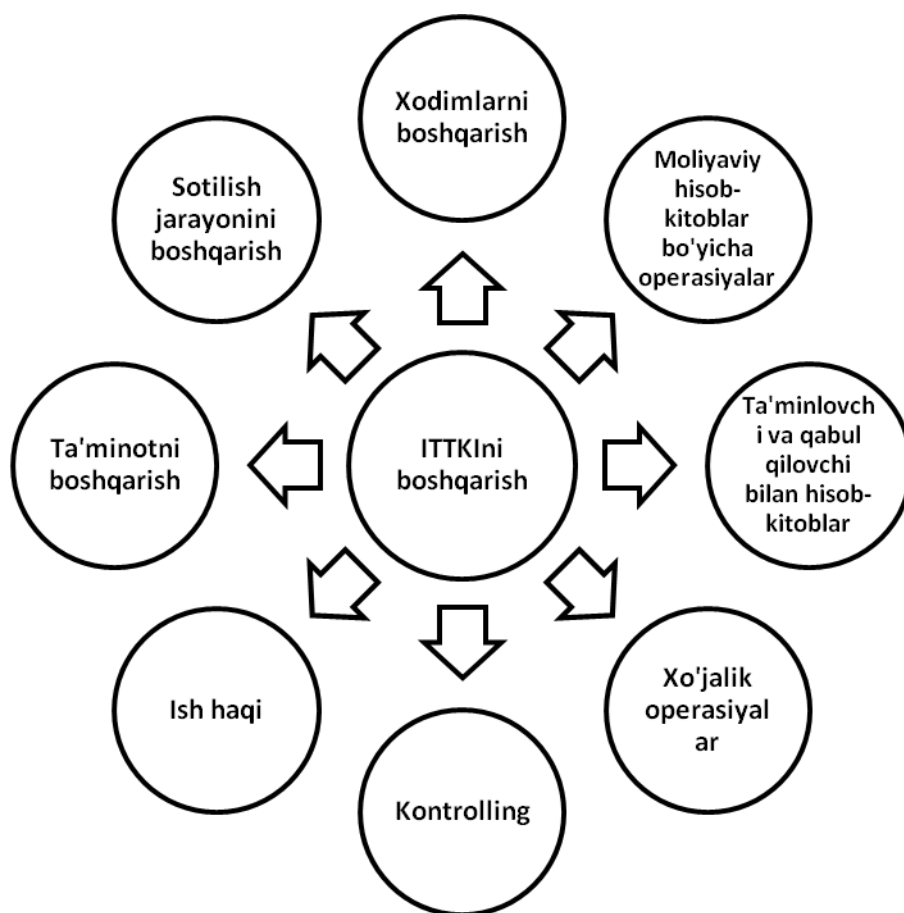 Xodimlarni
boshqarish
Sotilish
jarayonini
boshqarish
Moliyaviy
hisob-
kitoblar
bo'yicha
operasiyalar
Ta'minotni
boshqarish
ITTKIni
boshqarish
Ta'minlovch
i va qabul
qilovchi
bilan hisob-
kitoblar
Ish haqi
Xo'jalik
operasiyal
ar
Kontrolling